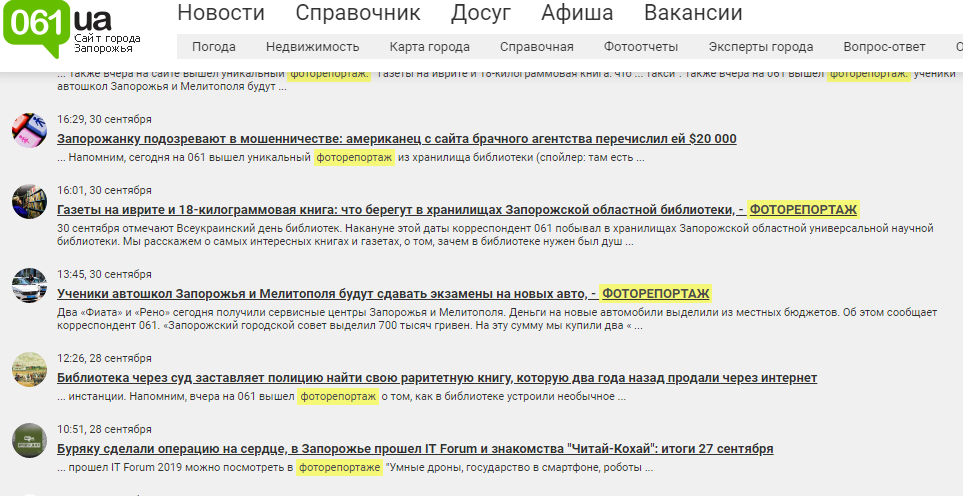 061 ua
Сайт города
Запорожья
Новости Справочник Досуг Афиша Вакансии
Погода Недвижимость Карта города Справочная Фотоотчеты Эксперты города Вопрос-ответ О
... Также вчера на сайте вышел уникальный фоторепортаж. "Газеты на иврите и 18-килограммовая книга: что ... такси". Также вчера на 061 вышел фоторепортаж: ученики
автошкол Запорожья и Мелитополя будут ...
16:29, 30 сентября
Запорожанку подозревают в мошенничестве: американец с сайта брачного агентства перечислил ей $20 000
... Напомним, сегодня на 061 вышел уникальный фоторепортаж из хранилища библиотеки (спойлер: там есть ...
16:01, 30 сентября
Газеты на иврите и 18-килограммовая книга: что берегут в хранилищах Запорожской областной библиотеки, - ФОТОРЕПОРТАЖ
30 сентября отмечают Всеукраинский день библиотек. Накануне этой даты корреспондент 061 побывал в хранилищах Запорожской областной универсальной научной
библиотеки. Мы расскажем о самых интересных книгах и газетах, о том, зачем в библиотеке нужен был душ ...
13:45, 30 сентября
Ученики автошкол Запорожья и Мелитополя будут сдавать экзамены на новых авто, - ФОТОРЕПОРТАЖ
Два «Фиата» и «Рено» сегодня получили сервисные центры Запорожья и Мелитополя. Деньги на новые автомобили выделили из местных бюджетов. Об этом сообщает
корреспондент 061. «Запорожский городской совет выделил 700 тысяч гривен. На эту сумму мы купили два « ...
12:26, 28 сентября
Библиотека через суд заставляет полицию найти свою раритетную книгу, которую два года назад продали через интернет
... инстанции. Напомним, вчера на 061 вышел фоторепортаж о том, как в библиотеке устроили необычное ...
10:51, 28 сентября
Буряку сделали операцию на сердце, в Запорожье прошел IT Forum и знакомства "Читай-Кохай": итоги 27 сентября
... прошел IT Forum 2019 можно посмотреть в фоторепортаже "Умные дроны, государство в смартфоне, роботы ...